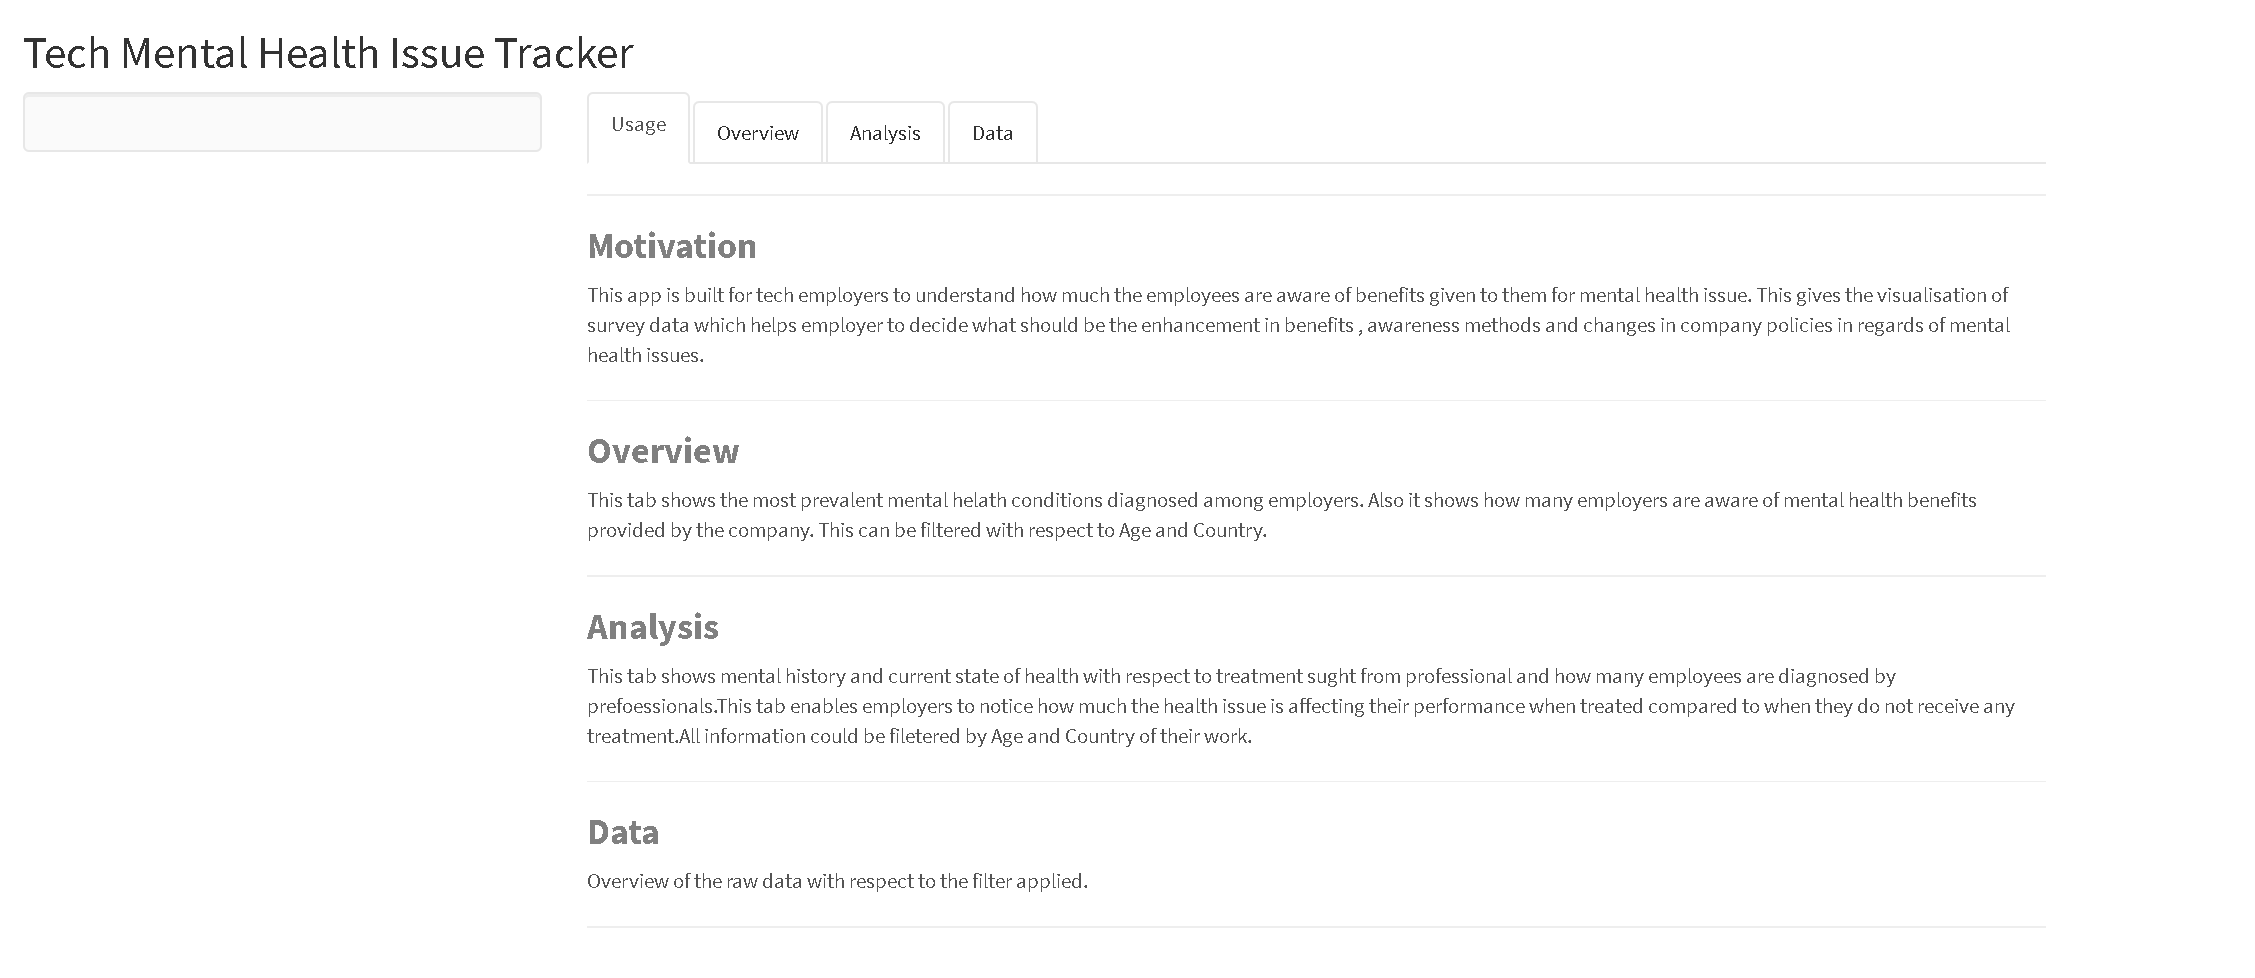 Tech Mental Health Issue Tracker
Usage
Overview
Analysis
Data
Motivation
This app is built for tech employers to understand how much the employees are aware of benefits given to them for mental health issue. This gives the visualisation of
survey data which helps employer to decide what should be the enhancement in benefits , awareness methods and changes in company policies in regards of mental
health issues.
Overview
This tab shows the most prevalent mental helath conditions diagnosed among employers. Also it shows how many employers are aware of mental health benefits
provided by the company. This can be filtered with respect to Age and Country.
Analysis
This tab shows mental history and current state of health with respect to treatment sught from professional and how many employees are diagnosed by
prefoessionals.This tab enables employers to notice how much the health issue is affecting their performance when treated compared to when they do not receive any
treatment.All information could be filetered by Age and Country of their work.
Data
Overview of the raw data with respect to the filter applied.